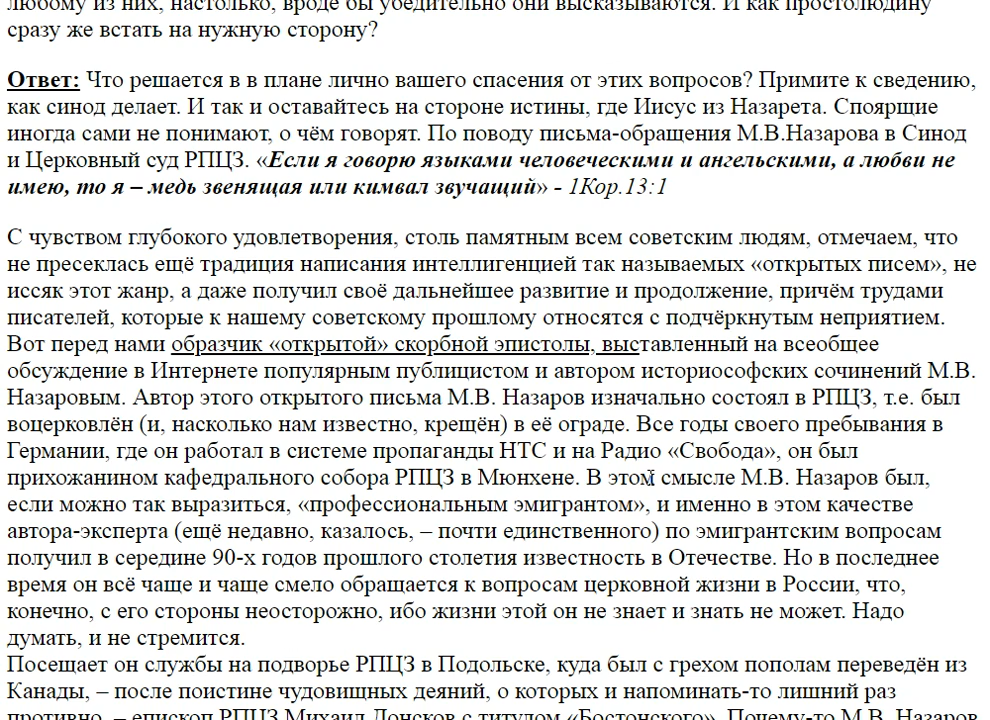 любому из них, настолько, вроде бы убедительно они высказываются. И как простолюдину
сразу же встать на нужную сторону?
Ответ: Что решается в в плане лично вашего спасения от этих вопросов? Примите к сведению,
как синод делает. И так и оставайтесь на стороне истины, где Иисус из Назарета. Споярщие
иногда сами не понимают, о чём говорят. По поводу письма-обращения М.В.Назарова в Синод
и Церковный суд РПЦЗ. «Если я говорю языками человеческими и ангельскими, а любви не
имею, то я – медь звенящая или кимвал звучащий» - 1Кор.13:1
С чувством глубокого удовлетворения, столь памятным всем советским людям, отмечаем, что
не пресеклась ещё традиция написания интеллигенцией так называемых «открытых писем», не
иссяк этот жанр, а даже получил своё дальнейшее развитие и продолжение, причём трудами
писателей, которые к нашему советскому прошлому относятся с подчёркнутым неприятием.
Вот перед нами образчик «открытой» скорбной эпистолы, выставленный на всеобщее
обсуждение в Интернете популярным публицистом и автором историософских сочинений М.В.
Назаровым. Автор этого открытого письма М.В. Назаров изначально состоял в РПЦЗ, т.е. был
воцерковлён (и, насколько нам известно, крещён) в её ограде. Все годы своего пребывания в
Германии, где он работал в системе пропаганды НТС и на Радио «Свобода», он был
прихожанином кафедрального собора РПЦЗ в Мюнхене. В этом смысле М.В. Назаров был,
если можно так выразиться, «профессиональным эмигрантом», и именно в этом качестве
автора-эксперта (ещё недавно, казалось, – почти единственного) по эмигрантским вопросам
получил в середине 90-х годов прошлого столетия известность в Отечестве. Но в последнее
время он всё чаще и чаще смело обращается к вопросам церковной жизни в России, что,
конечно, с его стороны неосторожно, ибо жизни этой он не знает и знать не может. Надо
думать, и не стремится.
Посещает он службы на подворье РПЦЗ в Подольске, куда был с грехом пополам переведён из
Канады, – после поистине чудовищных деяний, о которых и напоминать-то лишний раз
противно, – епископ РПЦЗ Михаил Донсков с титулом «Бостонского». Почему-то М.В. Назаров